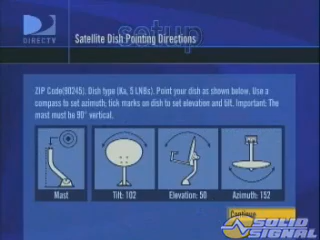 setup
DIRECTV
Satellite Dish Pointing Directions
ZIP Code(90245). Dish type (Ka, 5 LNBs). Point your dish as shown below. Use a
compass to set azimuth; tick marks on dish to set elevation and tilt. Important: The
mast must be 90° vertical.
Mast
Tilt: 102
Elevation: 50
Azimuth: 152
Continue
SOLID
SIGNAL